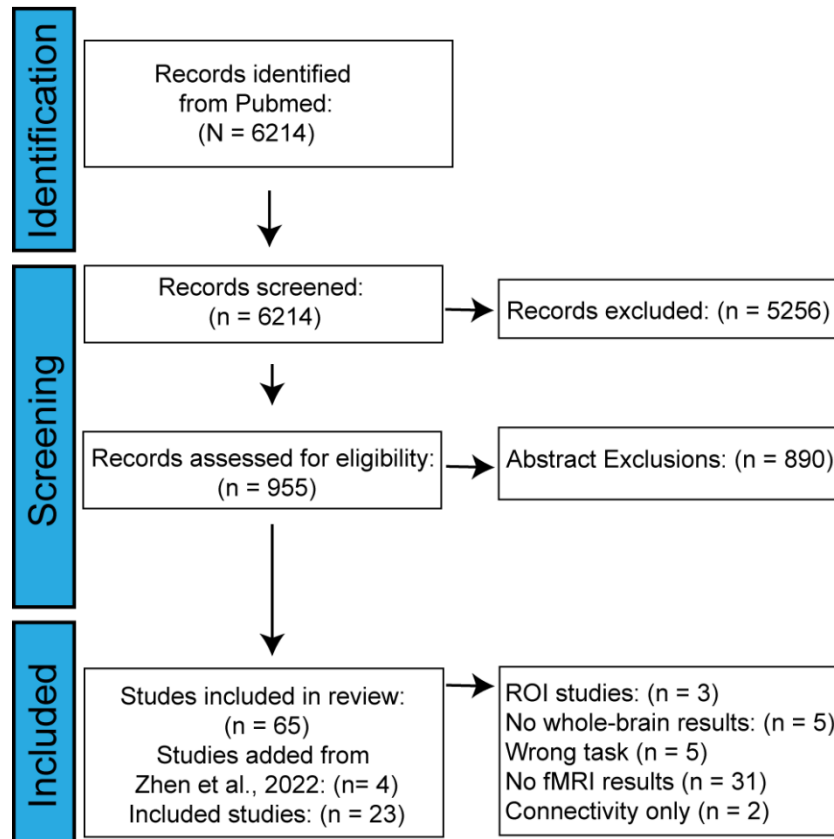 Identification
Records identified
from Pubmed:
(N = 6214)
Screening
Records screened:
(n = 6214)
Records excluded: (n = 5256)
Records assessed for eligibility:
(n = 955)
Abstract Exclusions: (n = 890)
Included
Studes included in review:
(n = 65)
Studies added from
Zhen et al., 2022: (n= 4)
Included studies: (n = 23)
ROI studies: (n = 3)
No whole-brain results: (n = 5)
Wrong task (n = 5)
No fMRI results (n = 31)
Connectivity only (n = 2)